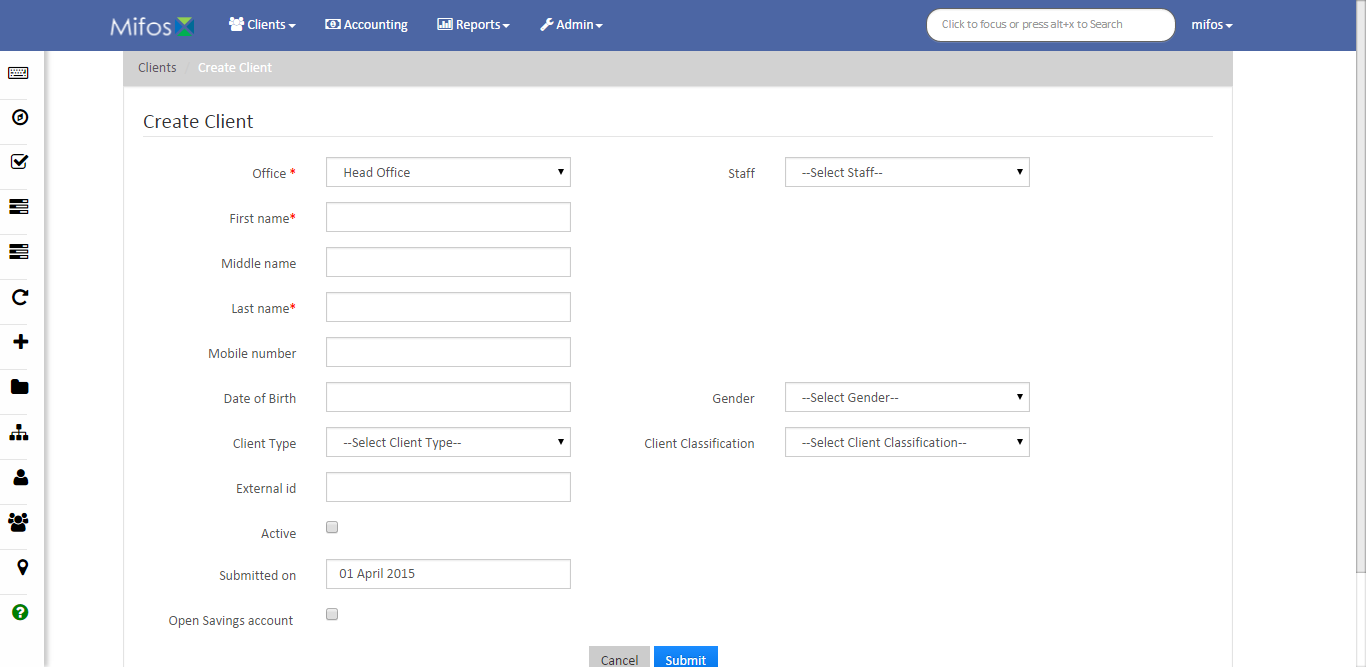 Mifos Clients Accounting Reports Admin Click to focus or press alt+x to Search mifos
Clients / Create Client
Create Client
Office * Head Office Staff --Select Staff--
First name*
Middle name
Last name*
Mobile number
Date of Birth Gender --Select Gender--
Client Type --Select Client Type-- Client Classification --Select Client Classification--
External id
Active
Submitted on 01 April 2015
Open Savings account
Cancel Submit